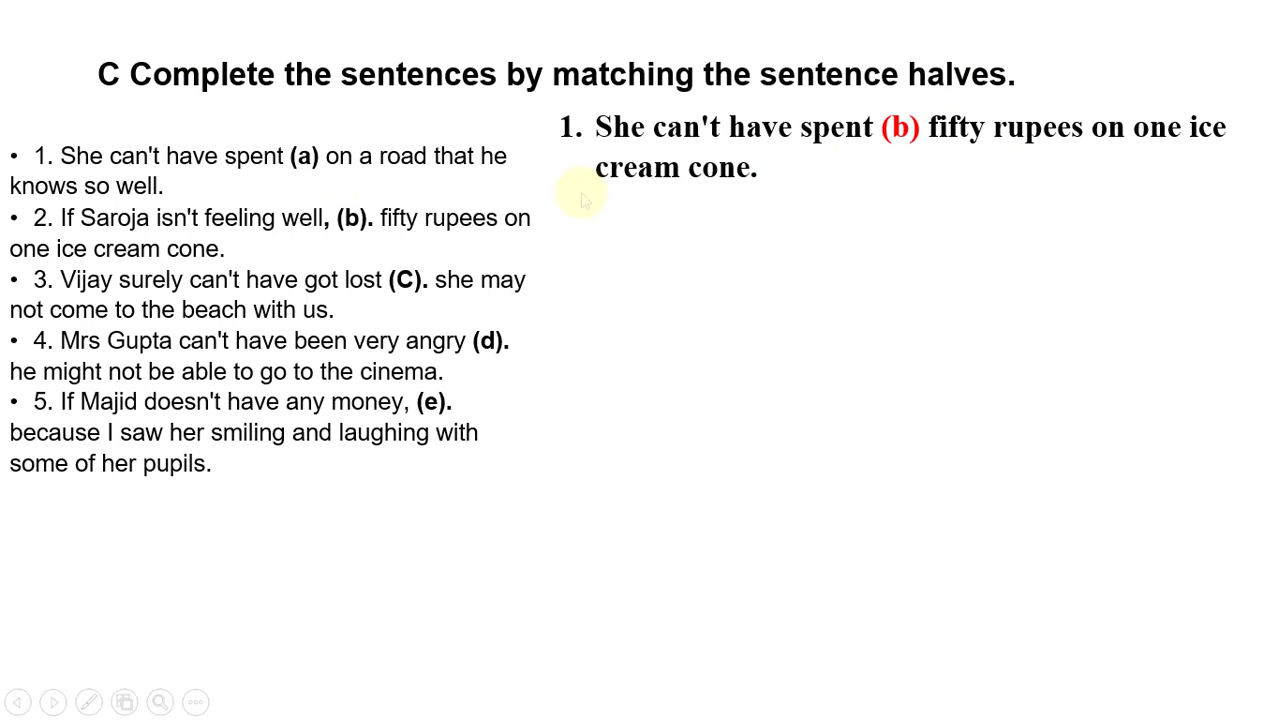 C Complete the sentences by matching the sentence halves.
• 1. She can't have spent (a) on a road that he
knows so well.
• 2. If Saroja isn't feeling well, (b). fifty rupees on
one ice cream cone.
• 3. Vijay surely can't have got lost (C). she may
not come to the beach with us.
• 4. Mrs Gupta can't have been very angry (d).
he might not be able to go to the cinema.
• 5. If Majid doesn't have any money, (e).
because I saw her smiling and laughing with
some of her pupils.
1. She can't have spent (b) fifty rupees on one ice
cream cone.